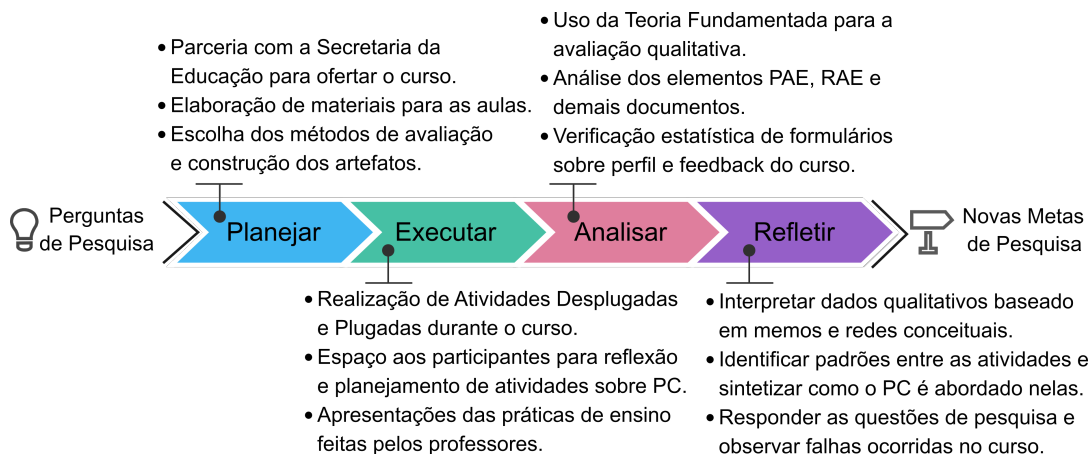 Perguntas
de Pesquisa
• Parceria com a Secretaria da
Educação para ofertar o curso.
• Elaboração de materiais para as aulas.
• Escolha dos métodos de avaliação
e construção dos artefatos.
Planejar
Executar
• Realização de Atividades Desplugadas
e Plugadas durante o curso.
• Espaço aos participantes para reflexão
e planejamento de atividades sobre PC.
• Apresentações das práticas de ensino
feitas pelos professores.
• Uso da Teoria Fundamentada para a
avaliação qualitativa.
• Análise dos elementos PAE, RAE e
demais documentos.
• Verificação estatística de formulários
sobre perfil e feedback do curso.
Analisar
Refletir
• Interpretar dados qualitativos baseado
em memos e redes conceituais.
• Identificar padrões entre as atividades e
sintetizar como o PC é abordado nelas.
• Responder as questões de pesquisa e
observar falhas ocorridas no curso.
Novas Metas
de Pesquisa